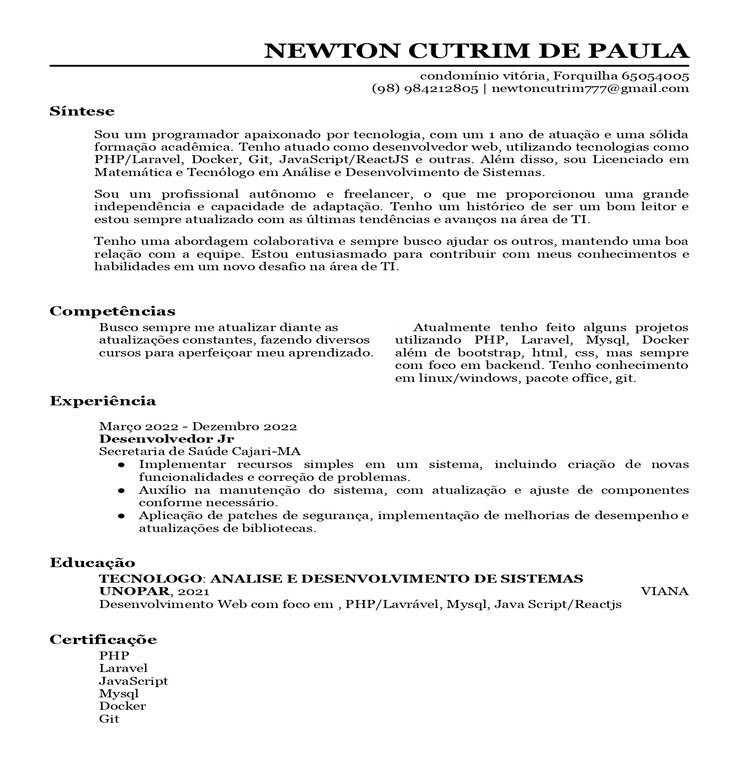 NEWTON CUTRIM DE PAULA
condomínio vitória, Forquilha 65054005
(98) 984212805 | newtoncutrim777@gmail.com
Síntese
Sou um programador apaixonado por tecnologia, com um 1 ano de atuação e uma sólida
formação acadêmica. Tenho atuado como desenvolvedor web, utilizando tecnologias como
PHP/Laravel, Docker, Git, JavaScript/ReactJS e outras. Além disso, sou Licenciado em
Matemática e Tecnólogo em Análise e Desenvolvimento de Sistemas.
Sou um profissional autônomo e freelancer, o que me proporcionou uma grande
independência e capacidade de adaptação. Tenho um histórico de ser um bom leitor e
estou sempre atualizado com as últimas tendências e avanços na área de TI.
Tenho uma abordagem colaborativa e sempre busco ajudar os outros, mantendo uma boa
relação com a equipe. Estou entusiasmado para contribuir com meus conhecimentos e
habilidades em um novo desafio na área de TI.
Competências
Busco sempre me atualizar diante as
atualizações constantes, fazendo diversos
cursos para aperfeiçoar meu aprendizado.
Atualmente tenho feito alguns projetos
utilizando PHP, Laravel, Mysql, Docker
além de bootstrap, html, css, mas sempre
com foco em backend. Tenho conhecimento
em linux/windows, pacote office, git.
Experiência
Março 2022 - Dezembro 2022
Desenvolvedor Jr
Secretaria de Saúde Cajari-MA
● Implementar recursos simples em um sistema, incluindo criação de novas
funcionalidades e correção de problemas.
● Auxílio na manutenção do sistema, com atualização e ajuste de componentes
conforme necessário.
● Aplicação de patches de segurança, implementação de melhorias de desempenho e
atualizações de bibliotecas.
Educação
TECNOLOGO: ANALISE E DESENVOLVIMENTO DE SISTEMAS
UNOPAR, 2021 VIANA
Desenvolvimento Web com foco em , PHP/Lavrável, Mysql, Java Script/Reactjs
Certificaçõe
PHP
Laravel
JavaScript
Mysql
Docker
Git